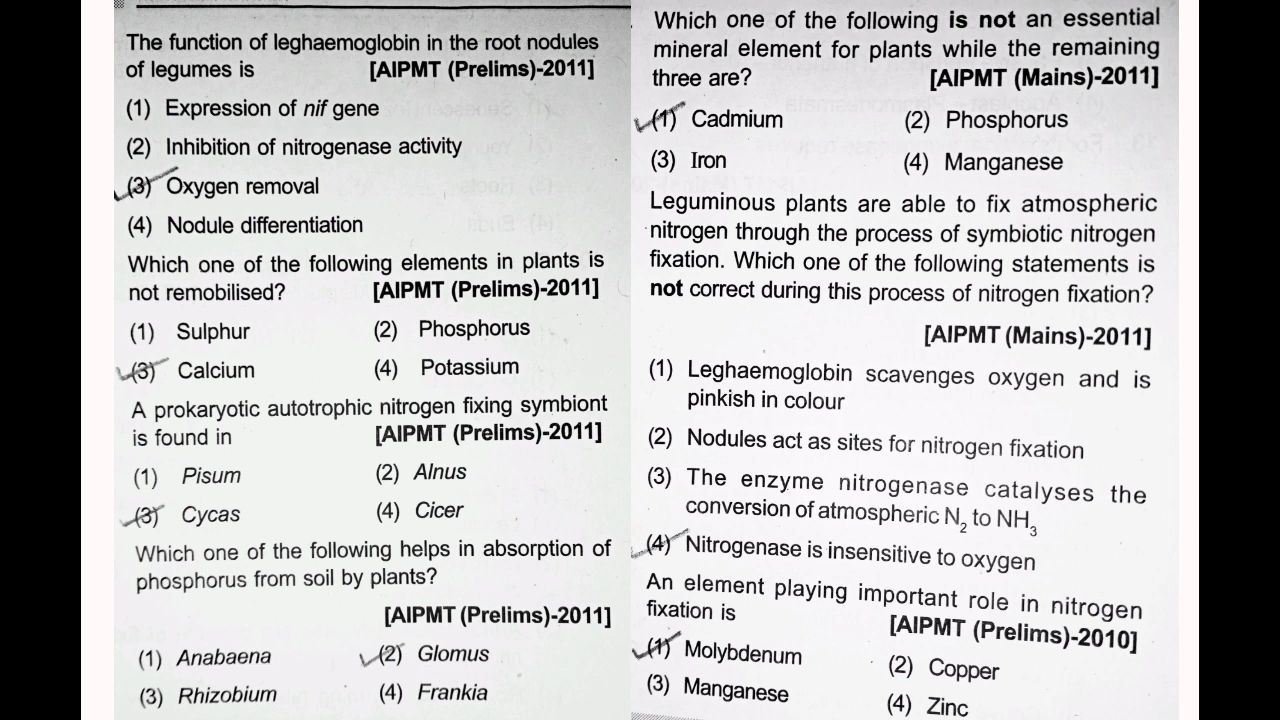 The function of leghaemoglobin in the root nodules
of legumes is [AIPMT (Prelims)-2011]
(1) Expression of nif gene
(2) Inhibition of nitrogenase activity
(3) Oxygen removal
(4) Nodule differentiation
Which one of the following elements in plants is
not remobilised? [AIPMT (Prelims)-2011]
(1) Sulphur (2) Phosphorus
(3) Calcium (4) Potassium
A prokaryotic autotrophic nitrogen fixing symbiont
is found in [AIPMT (Prelims)-2011]
(1) Pisum (2) Alnus
(3) Cycas (4) Cicer
Which one of the following helps in absorption of
phosphorus from soil by plants?
[AIPMT (Prelims)-2011]
(1) Anabaena (2) Glomus
(3) Rhizobium (4) Frankia
Which one of the following is not an essential
mineral element for plants while the remaining
three are? [AIPMT (Mains)-2011]
(1) Cadmium (2) Phosphorus
(3) Iron (4) Manganese
Leguminous plants are able to fix atmospheric
nitrogen through the process of symbiotic nitrogen
fixation. Which one of the following statements is
not correct during this process of nitrogen fixation?
[AIPMT (Mains)-2011]
(1) Leghaemoglobin scavenges oxygen and is
pinkish in colour
(2) Nodules act as sites for nitrogen fixation
(3) The enzyme nitrogenase catalyses the
conversion of atmospheric N₂ to NH₃
(4) Nitrogenase is insensitive to oxygen
An element playing important role in nitrogen
fixation is [AIPMT (Prelims)-2010]
(1) Molybdenum (2) Copper
(3) Manganese (4) Zinc